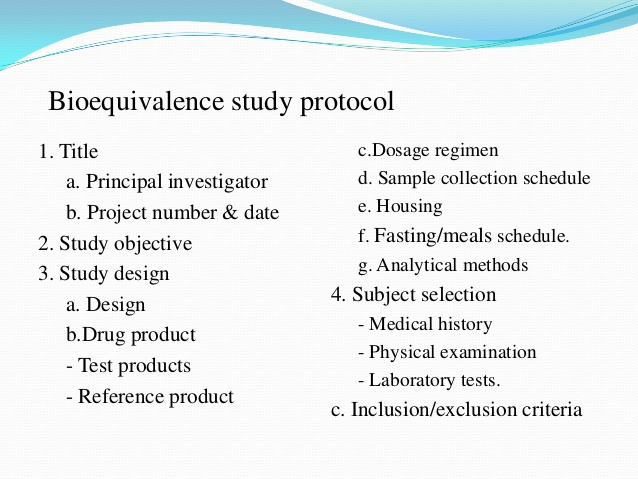 Bioequivalence study protocol
1. Title
a. Principal investigator
b. Project number & date
2. Study objective
3. Study design
a. Design
b.Drug product
- Test products
- Reference product
c.Dosage regimen
d. Sample collection schedule
e. Housing
f. Fasting/meals schedule.
g. Analytical methods
4. Subject selection
- Medical history
- Physical examination
- Laboratory tests.
c. Inclusion/exclusion criteria